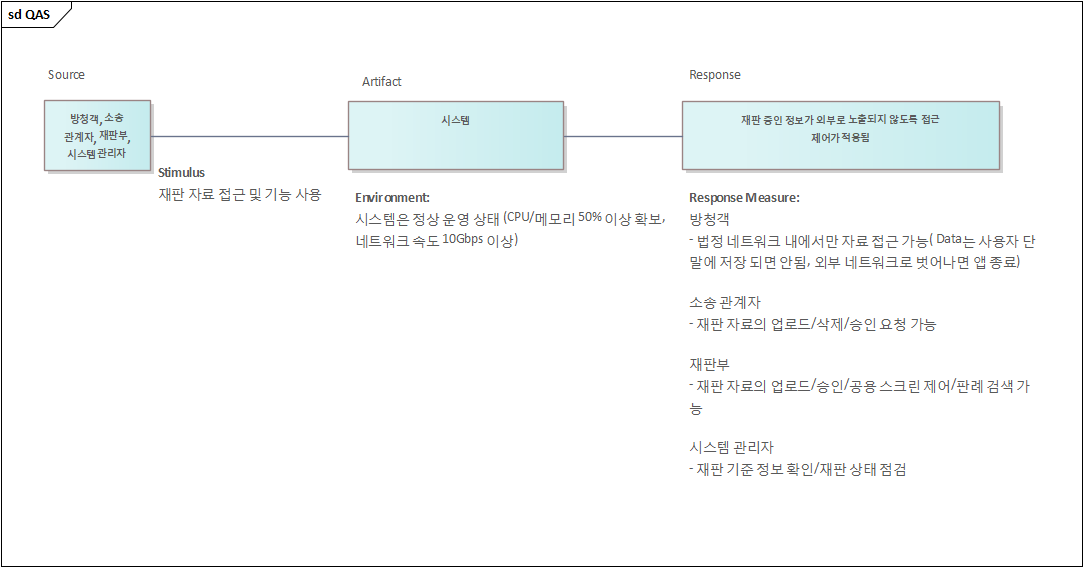 sd QAS
Source
방청객, 소송
관계자, 재판부,
시스템 관리자
Stimulus
재판 자료 접근 및 기능 사용
Artifact
시스템
Environment:
시스템은 정상 운영 상태 (CPU/메모리 50% 이상 확보,
네트워크 속도 10Gbps 이상)
Response
재판 증인 정보가 외부로 노출되지 않도록 접근
제어가 적용됨
Response Measure:
방청객
- 법정 네트워크 내에서만 자료 접근 가능( Data는 사용자 단
말에 저장 되면 안됨, 외부 네트워크로 벗어나면 앱 종료)
소송 관계자
- 재판 자료의 업로드/삭제/승인 요청 가능
재판부
- 재판 자료의 업로드/승인/공용 스크린 제어/판례 검색 가
능
시스템 관리자
- 재판 기준 정보 확인/재판 상태 점검